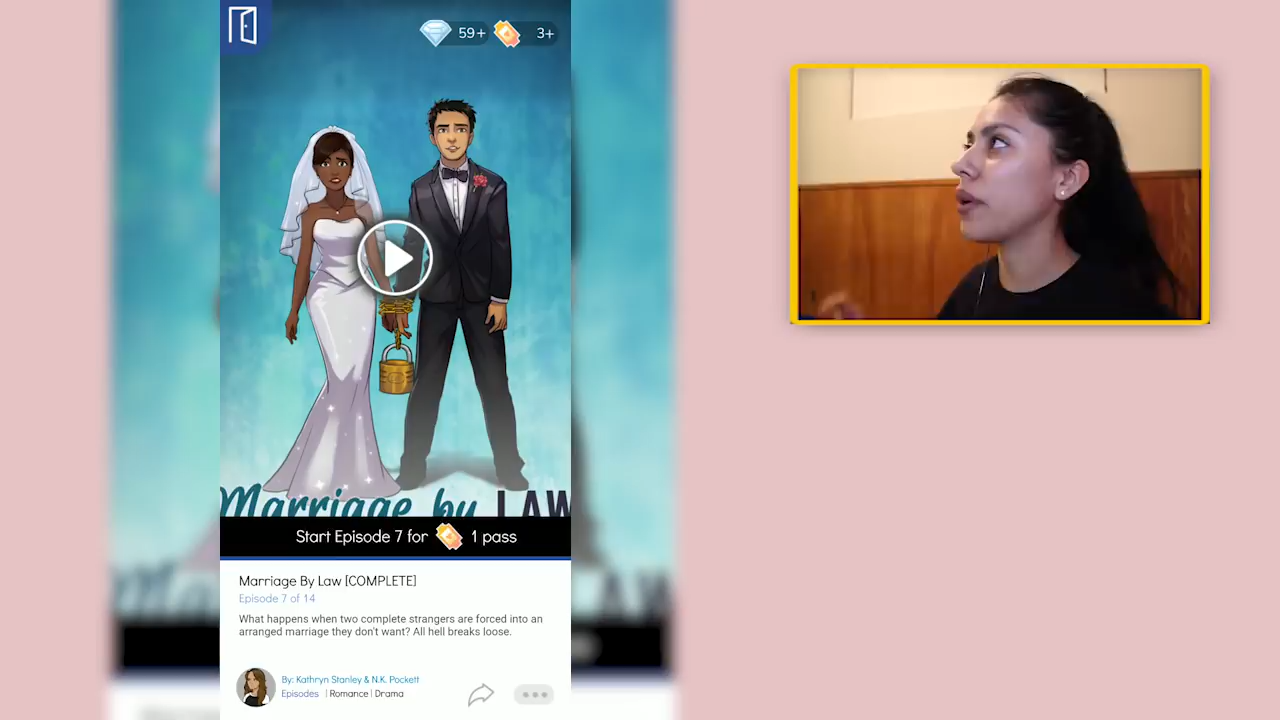 59+
3+
Marriage by LAW
Start Episode 7 for 1 pass
Marriage By Law [COMPLETE]
Episode 7 of 14
What happens when two complete strangers are forced into an
arranged marriage they don't want? All hell breaks loose.
By: Kathryn Stanley & N.K. Pockett
Episodes | Romance | Drama